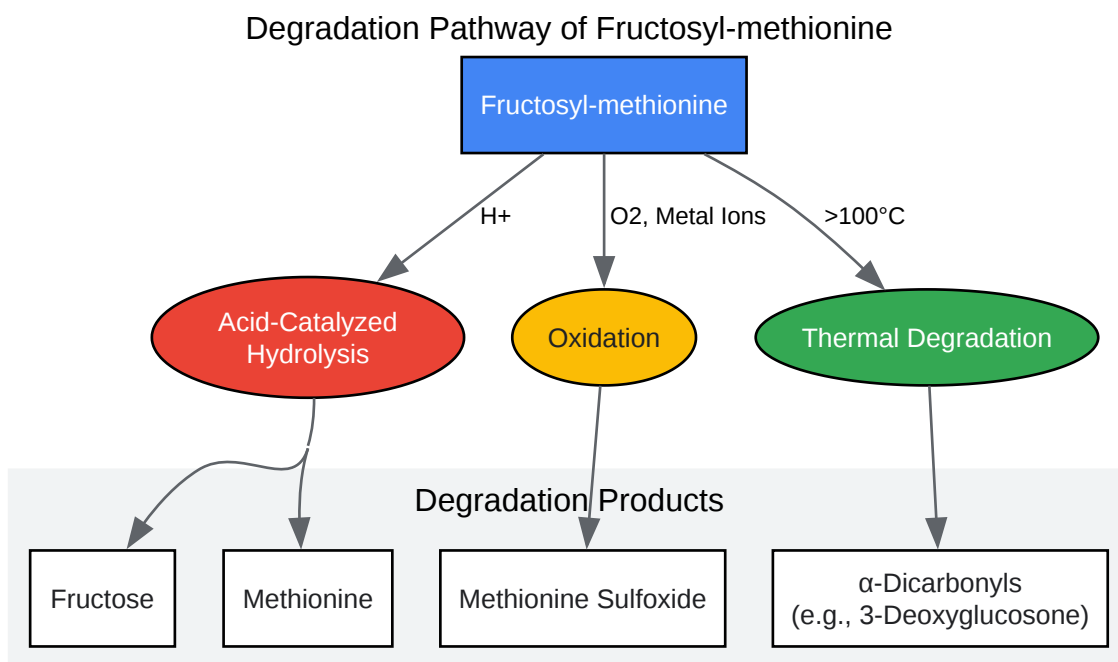 Degradation Pathway of Fructosyl-methionine
Fructosyl-methionine
H+
O2, Metal Ions
>100°C
Acid-Catalyzed
Hydrolysis
Oxidation
Thermal Degradation
Degradation Products
Fructose
Methionine
Methionine Sulfoxide
α-Dicarbonyls
(e.g., 3-Deoxyglucosone)